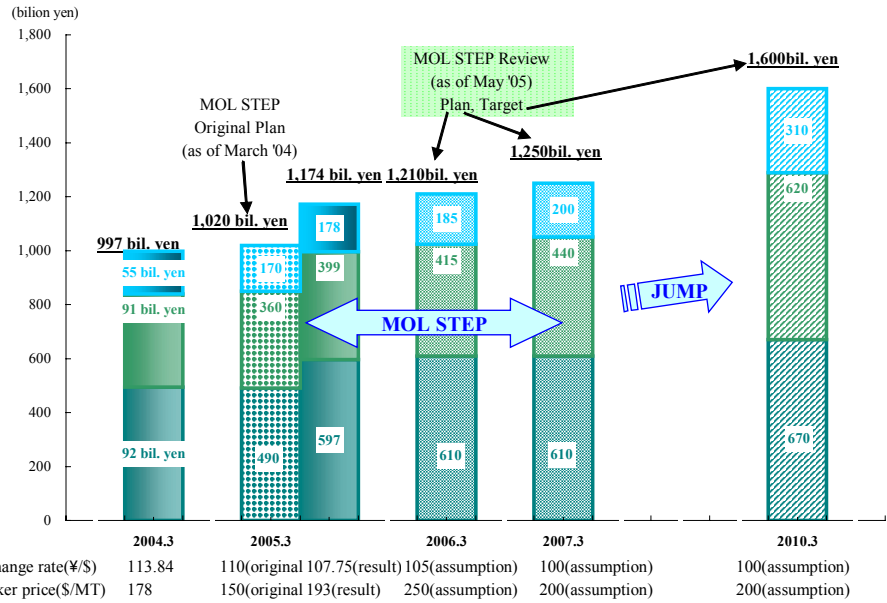 (bilion yen)
1,800
1,600
1,400
1,200
1,000
800
600
400
200
0
MOL STEP
Original Plan
(as of March '04)
MOL STEP Review
(as of May '05)
Plan, Target
997 bil. yen
1,020 bil. yen
1,174 bil. yen
1,210bil. yen
1,250bil. yen
1,600bil. yen
55 bil. yen
91 bil. yen
92 bil. yen
170
360
490
178
399
597
185
415
610
200
440
610
310
620
670
MOL STEP
JUMP
2004.3 2005.3 2006.3 2007.3 2010.3
change rate(¥/$) 113.84 110(original 107.75(result) 105(assumption) 100(assumption) 100(assumption)
ker price($/MT) 178 150(original 193(result) 250(assumption) 200(assumption) 200(assumption)